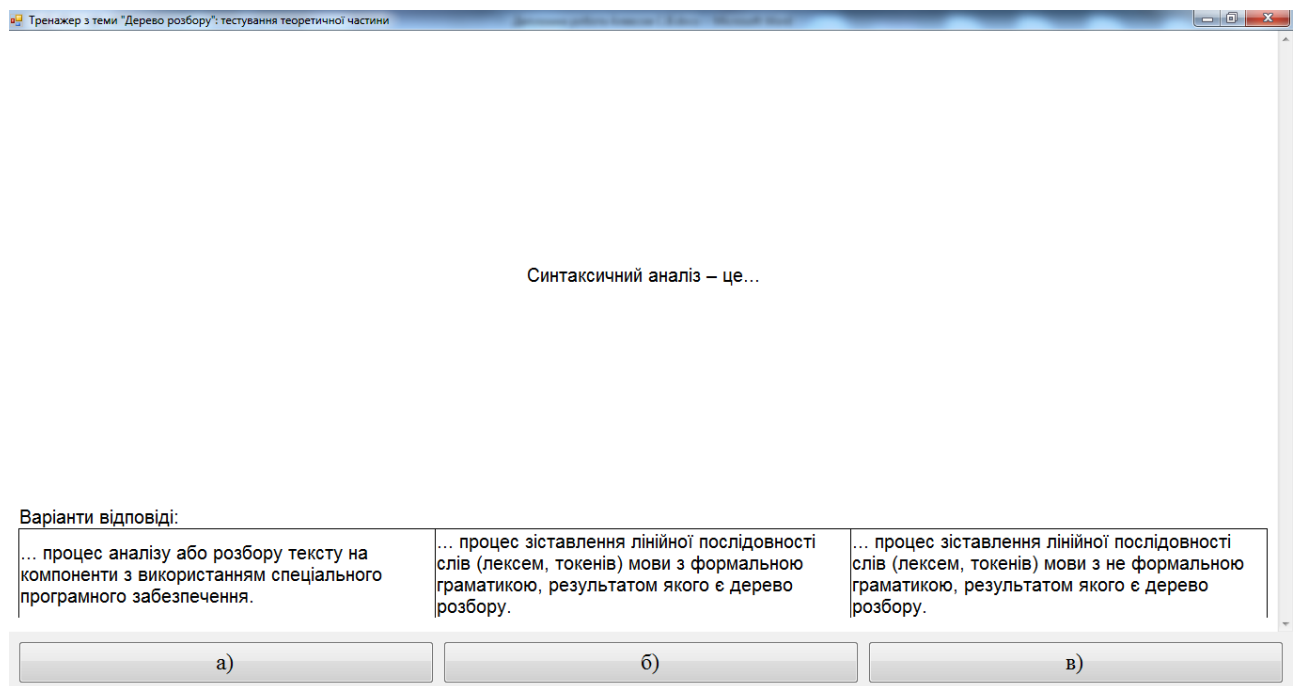 Тренажер з теми "Дерево розбору": тестування теоретичної частини
Синтаксичний аналіз – це...
Варіанти відповіді:
... процес аналізу або розбору тексту на
компоненти з використанням спеціального
програмного забезпечення.
... процес зіставлення лінійної послідовності
слів (лексем, токенів) мови з формальною
граматикою, результатом якого є дерево
розбору.
... процес зіставлення лінійної послідовності
слів (лексем, токенів) мови з не формальною
граматикою, результатом якого є дерево
розбору.
а)
б)
в)